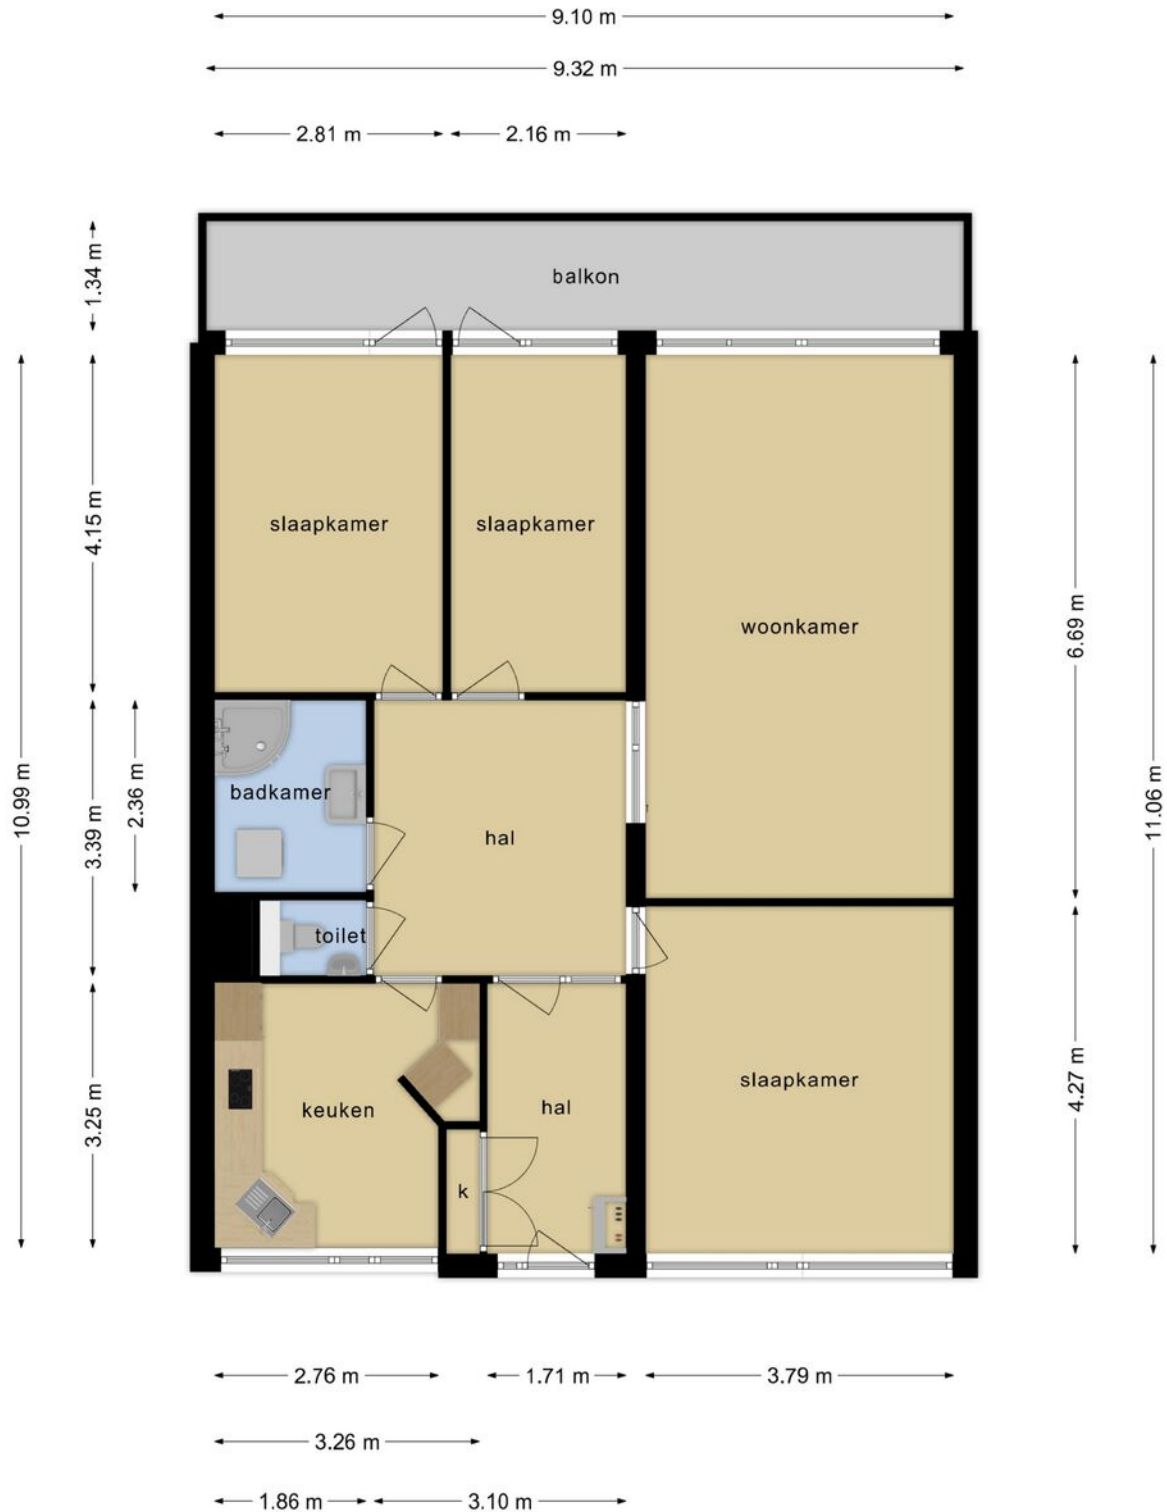 9.10 m
9.32 m
2.81 m
2.16 m
1.34 m
balkon
4.15 m
slaapkamer
slaapkamer
woonkamer
6.69 m
10.99 m
3.39 m
2.36 m
badkamer
hal
11.06 m
toilet
3.25 m
keuken
hal
slaapkamer
4.27 m
k
2.76 m
1.71 m
3.79 m
3.26 m
1.86 m
3.10 m